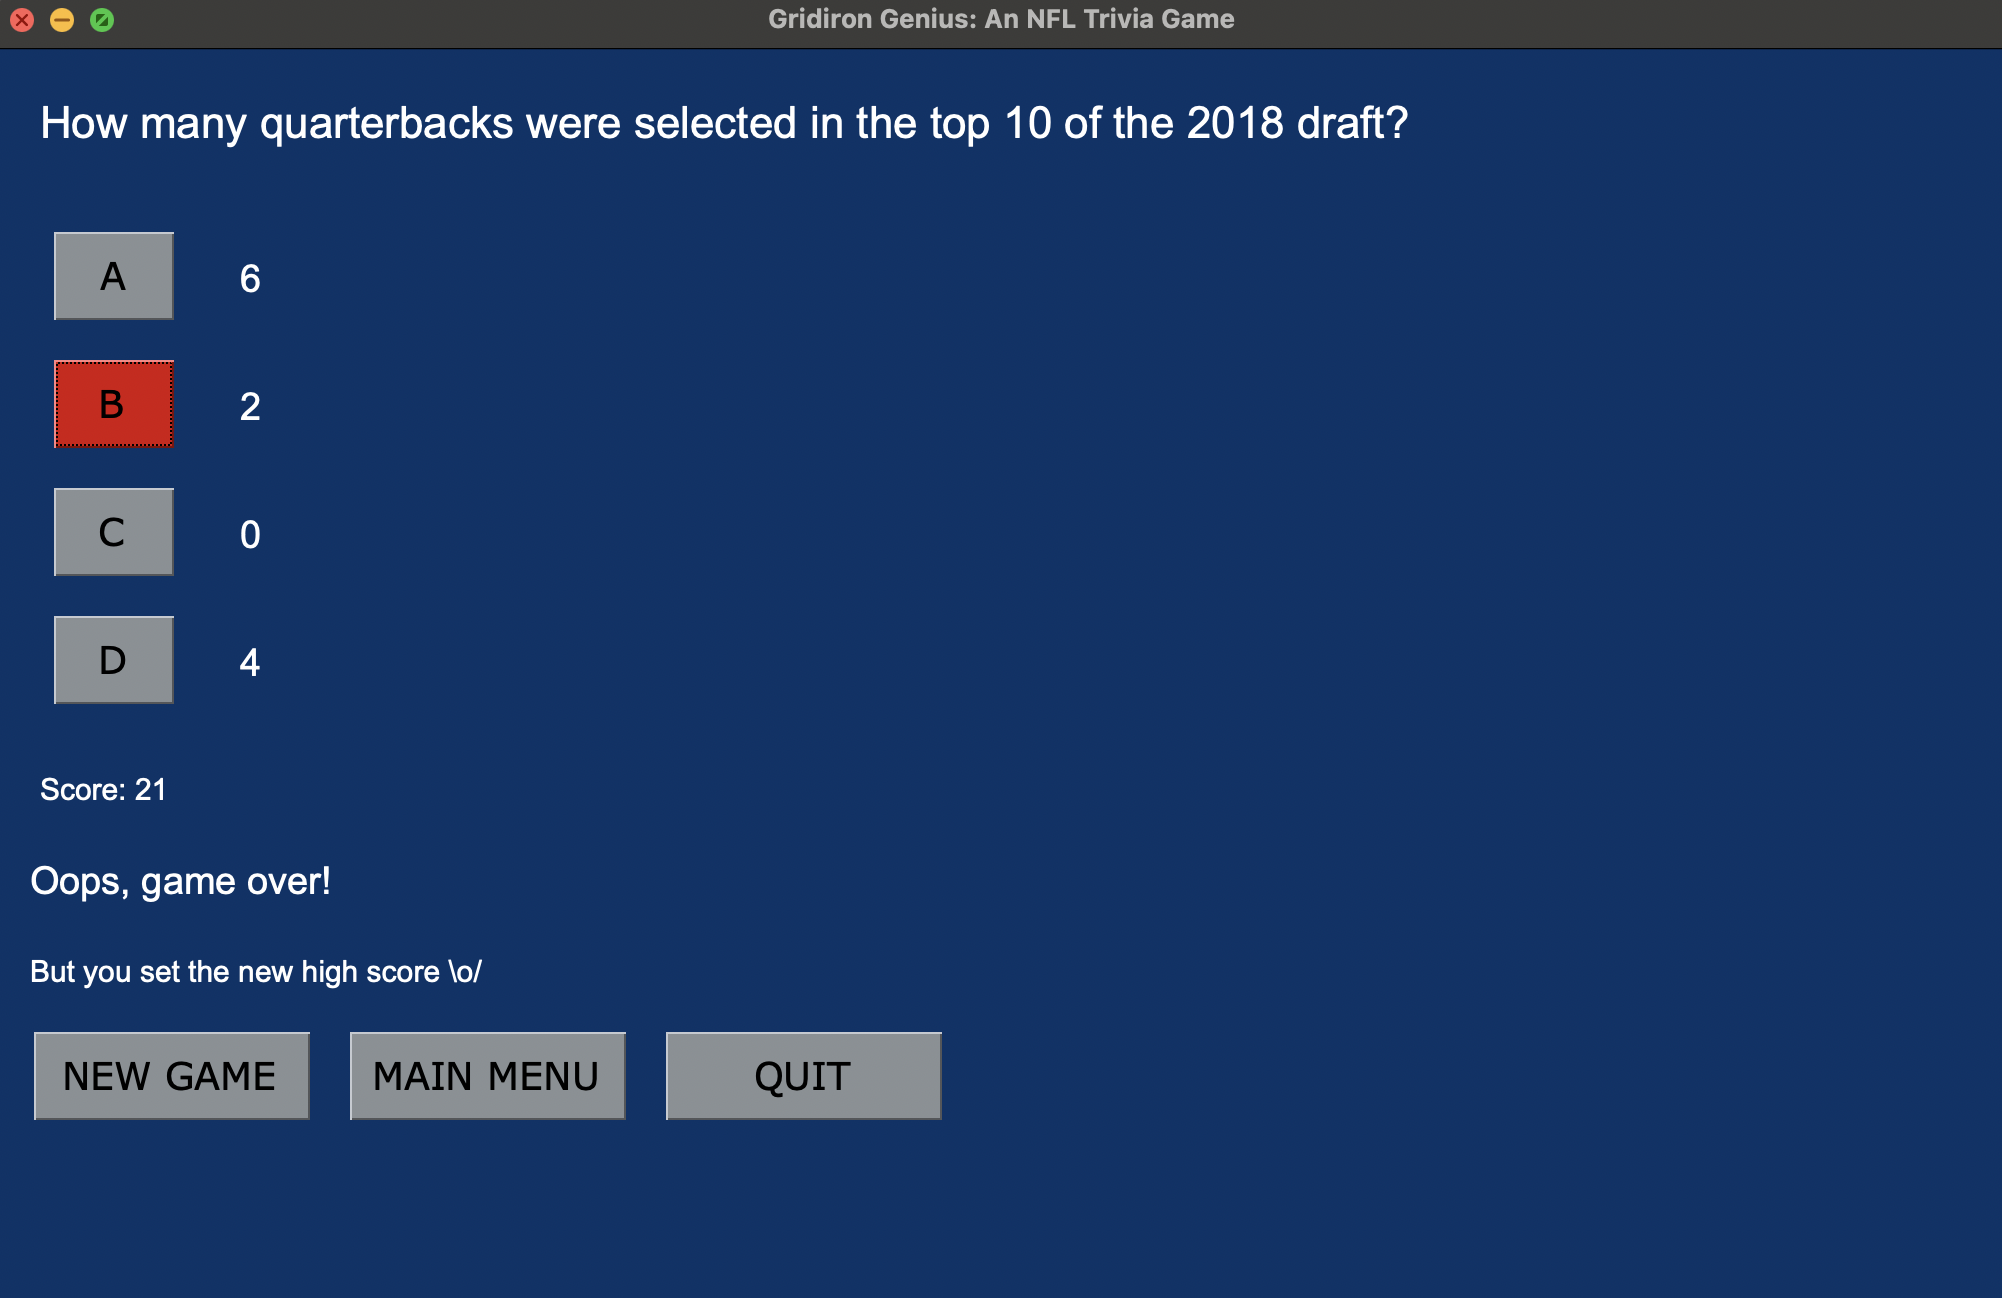 Gridiron Genius: An NFL Trivia Game
How many quarterbacks were selected in the top 10 of the 2018 draft?
A 6
B 2
C 0
D 4
Score: 21
Oops, game over!
But you set the new high score \o/
NEW GAME MAIN MENU QUIT